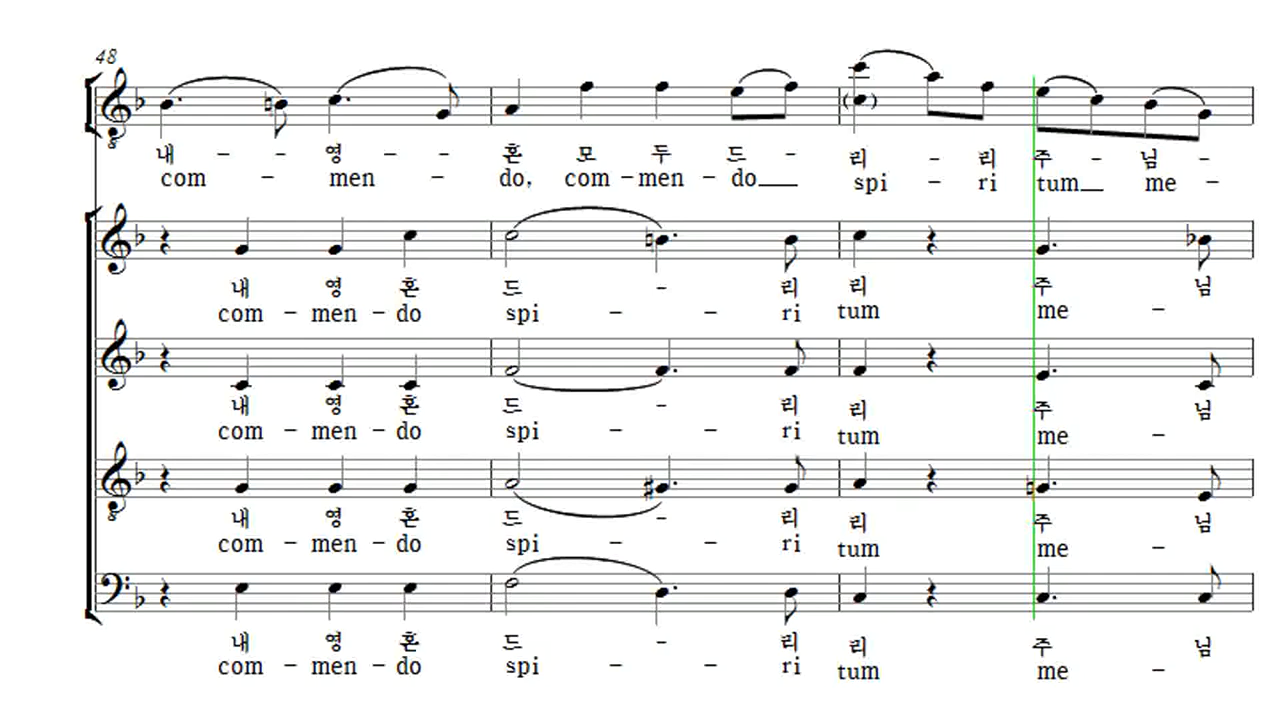 48
내 - - 영 - - 혼 모 두 드 - 리 - 리 주 - 님 -
com - men - do, com - men - do__ spi - ri tum__ me -
내 영 혼 드 - 리 리 주 님
com - men - do spi - - ri tum me -
내 영 혼 드 - 리 리 주 님
com - men - do spi - - ri tum me -
8
내 영 혼 드 - 리 리 주 님
com - men - do spi - - ri tum me -
내 영 혼 드 - 리 리 주 님
com - men - do spi - - ri tum me -